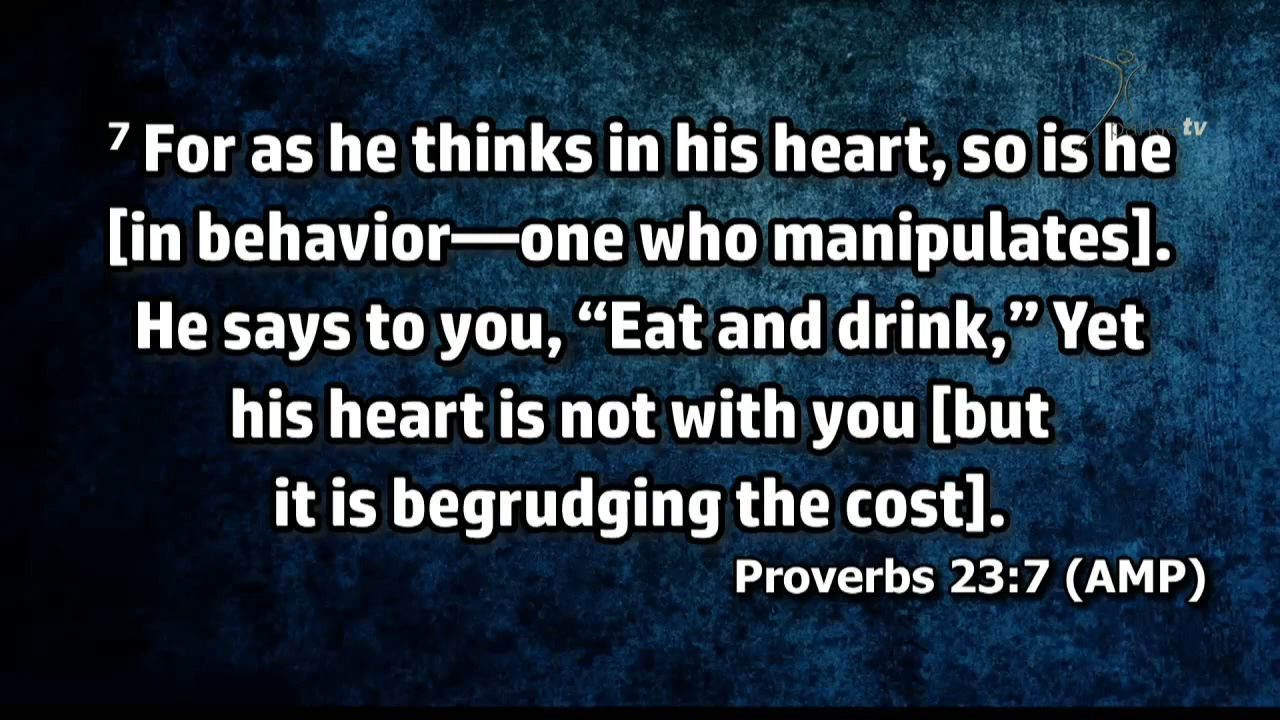 tv
7 For as he thinks in his heart, so is he
[in behavior—one who manipulates].
He says to you, “Eat and drink,” Yet
his heart is not with you [but
it is begrudging the cost].
Proverbs 23:7 (AMP)